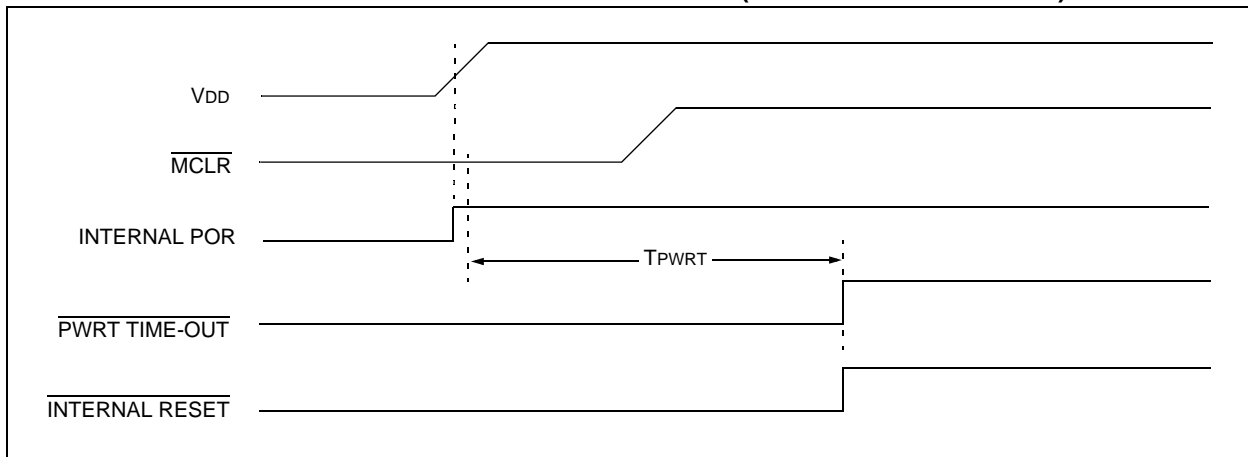 VDD
MCLR
INTERNAL POR
TPWRT
PWRT TIME-OUT
INTERNAL RESET